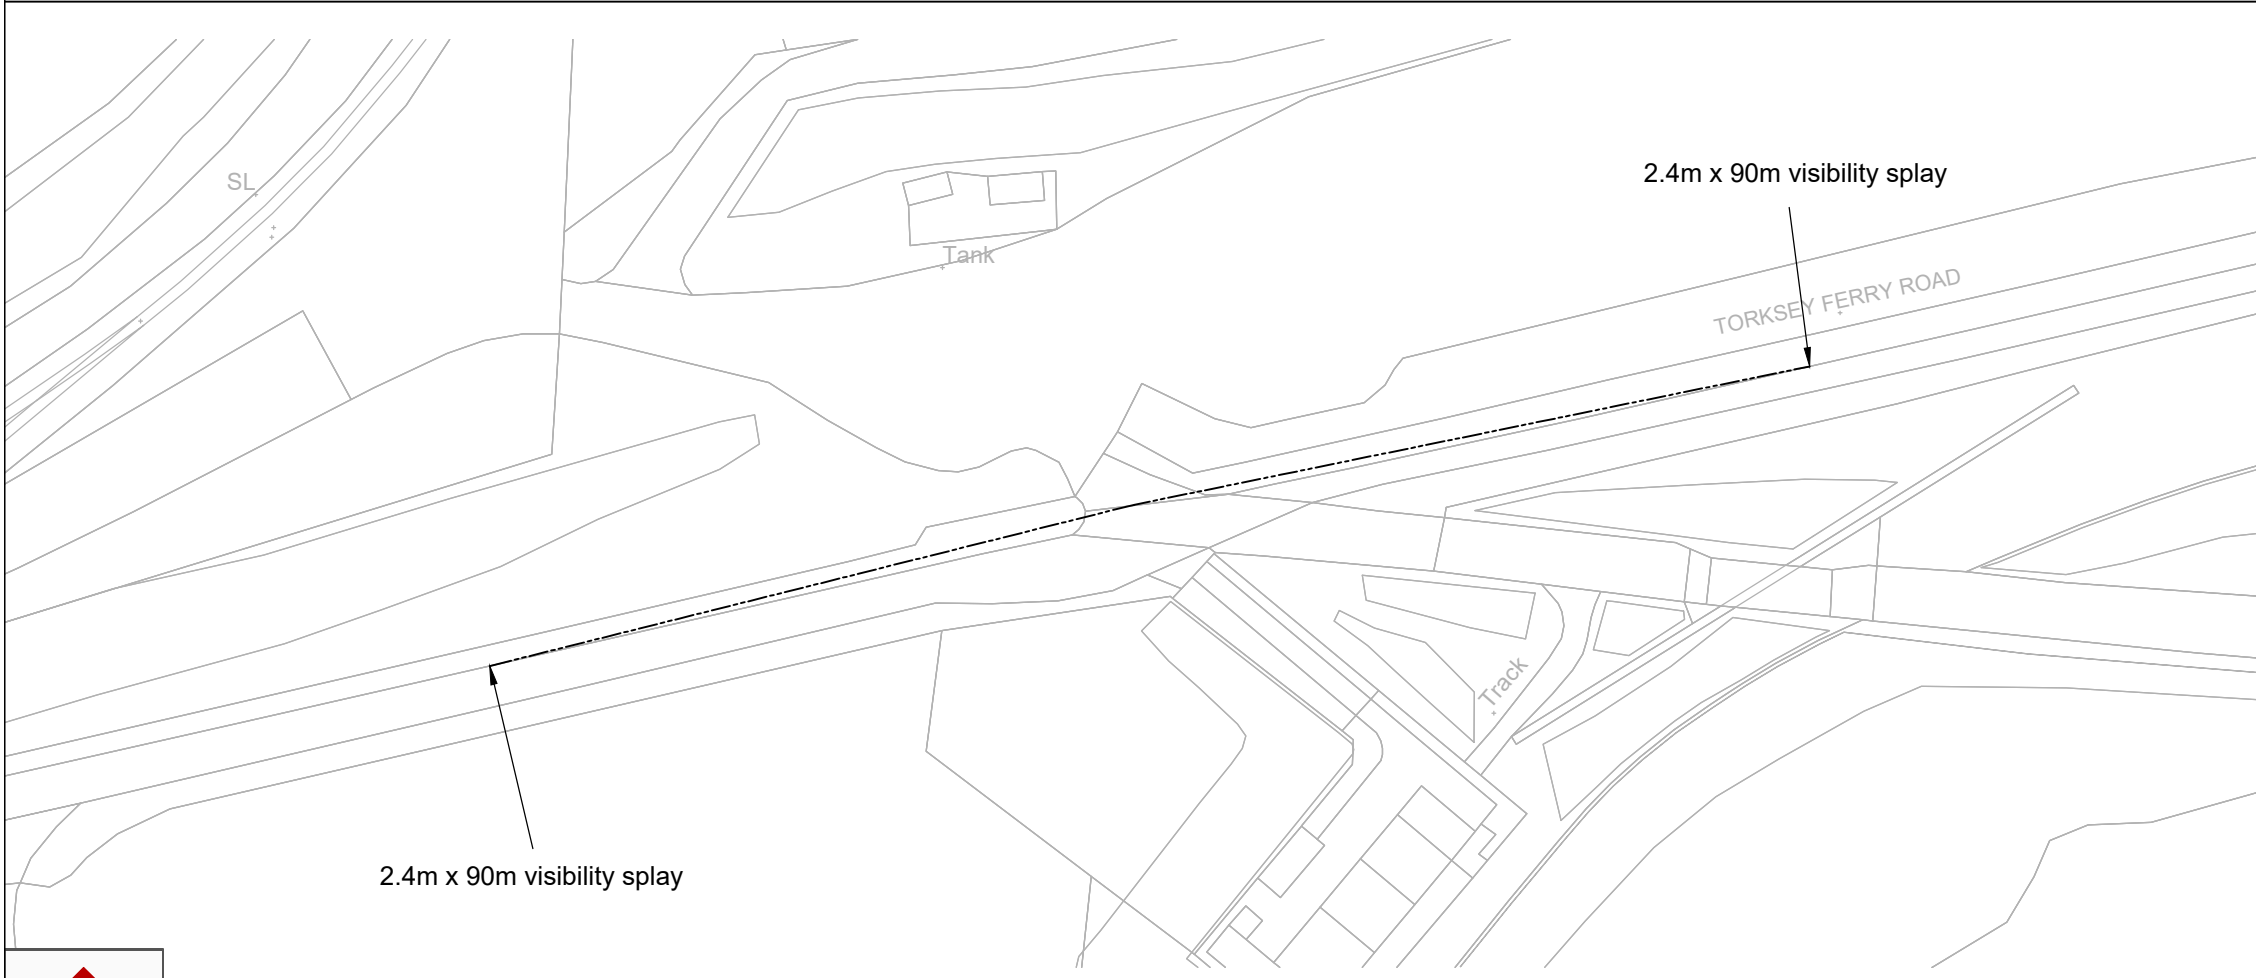 2.4m x 90m visibility splay
SL
Tank
TORKSEY FERRY ROAD
Track
2.4m x 90m visibility splay